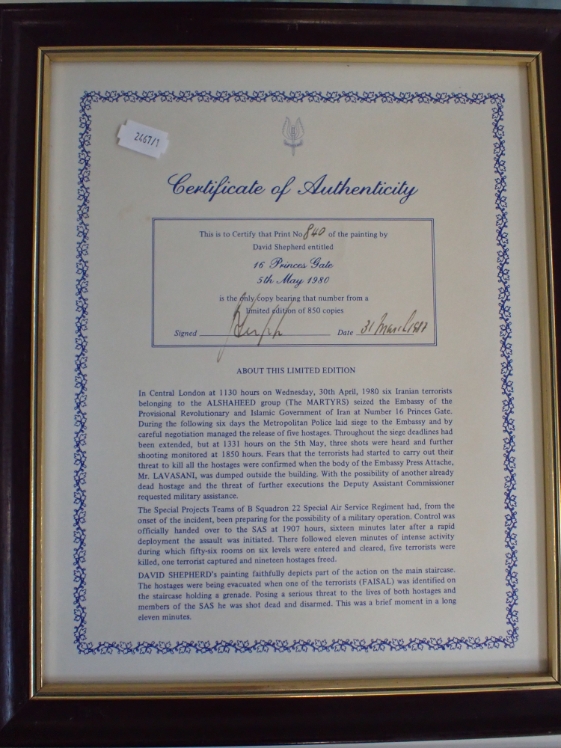 2467/1
Certificate of Authenticity
This is to Certify that Print No 840 of the painting by
David Shepherd entitled
16 Princes Gate
5th May 1980
is the only copy bearing that number from a
limited edition of 850 copies
Signed Date 31 March 1987
ABOUT THIS LIMITED EDITION
In Central London at 1130 hours on Wednesday, 30th April, 1980 six Iranian terrorists
belonging to the ALSHAHEED group (The MARTYRS) seized the Embassy of the
Provisional Revolutionary and Islamic Government of Iran at Number 16 Princes Gate.
During the following six days the Metropolitan Police laid siege to the Embassy and by
careful negotiation managed the release of five hostages. Throughout the siege deadlines had
been extended, but at 1331 hours on the 5th May, three shots were heard and further
shooting monitored at 1850 hours. Fears that the terrorists had started to carry out their
threat to kill all the hostages were confirmed when the body of the Embassy Press Attache,
Mr. LAVASANI, was dumped outside the building. With the possibility of another already
dead hostage and the threat of further executions the Deputy Assistant Commissioner
requested military assistance.
The Special Projects Teams of B Squadron 22 Special Air Service Regiment had, from the
onset of the incident, been preparing for the possibility of a military operation. Control was
officially handed over to the SAS at 1907 hours, sixteen minutes later after a rapid
deployment the assault was initiated. There followed eleven minutes of intense activity
during which fifty-six rooms on six levels were entered and cleared, five terrorists were
killed, one terrorist captured and nineteen hostages freed.
DAVID SHEPHERD's painting faithfully depicts part of the action on the main staircase.
The hostages were being evacuated when one of the terrorists (FAISAL) was identified on
the staircase holding a grenade. Posing a serious threat to the lives of both hostages and
members of the SAS he was shot dead and disarmed. This was a brief moment in a long
eleven minutes.